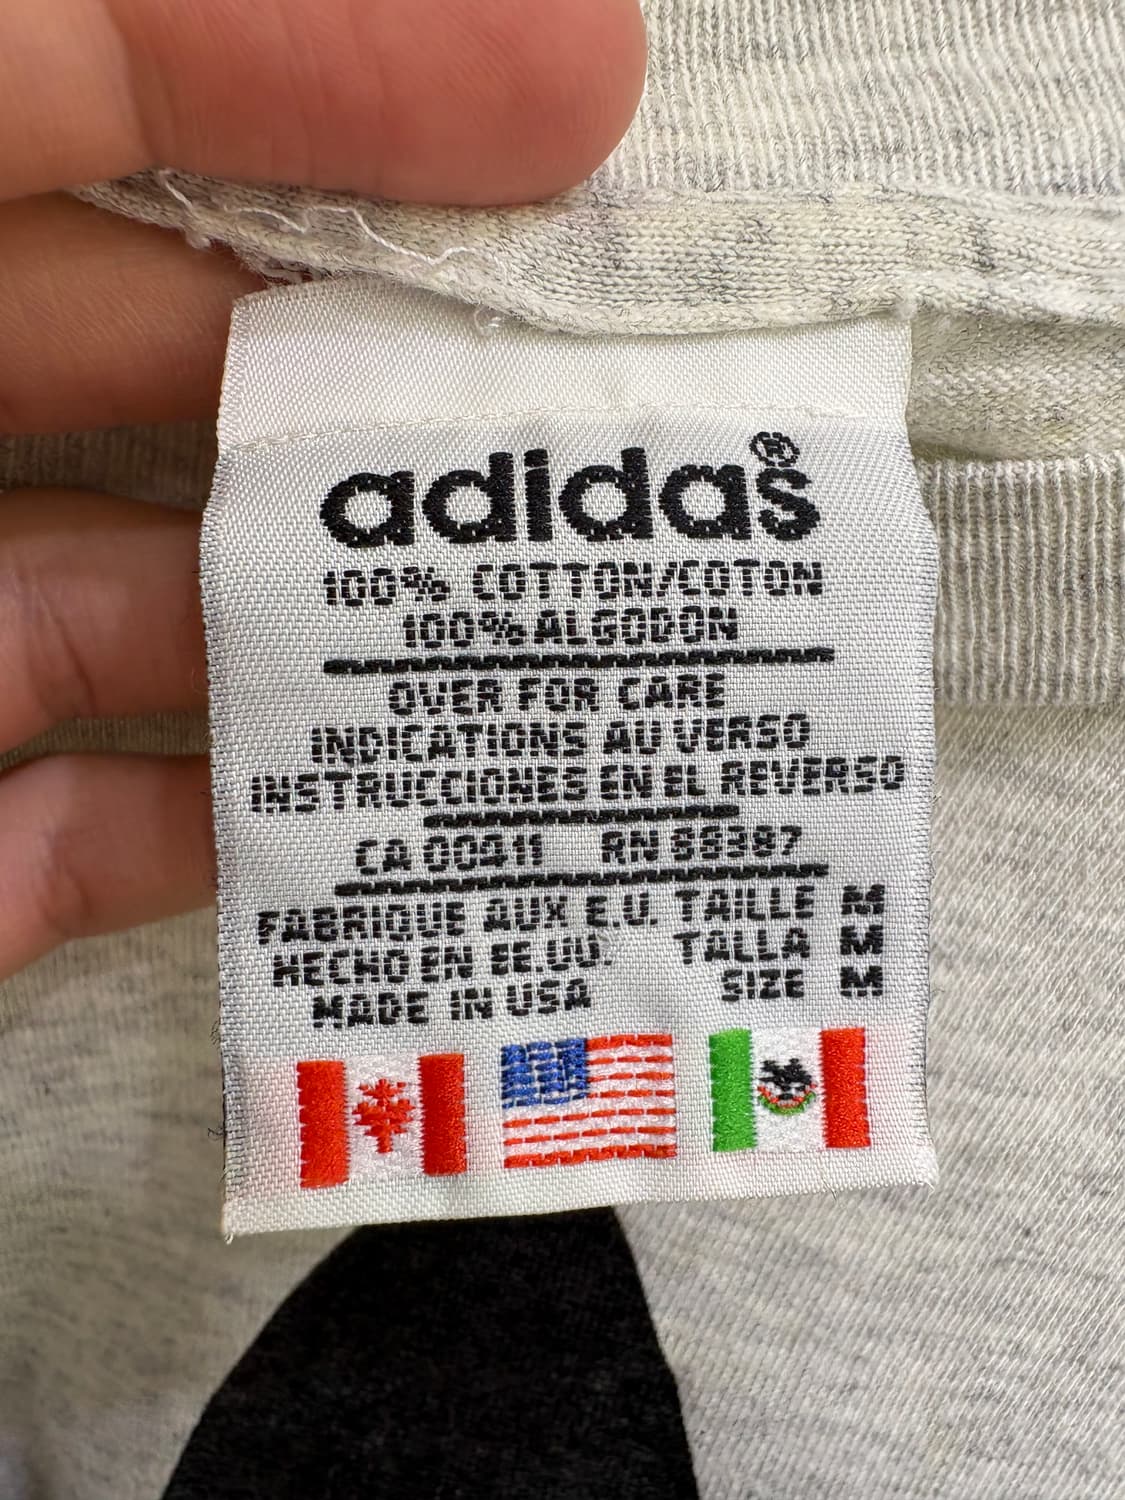 adidas®
100% COTTON/COTON
100% ALGODON
OVER FOR CARE
INDICATIONS AU VERSO
INSTRUCCIONES EN EL REVERSO
CA 00411 RN 88387
FABRIQUE AUX E.U. TAILLE M
HECHO EN EE.UU. TALLA M
MADE IN USA SIZE M